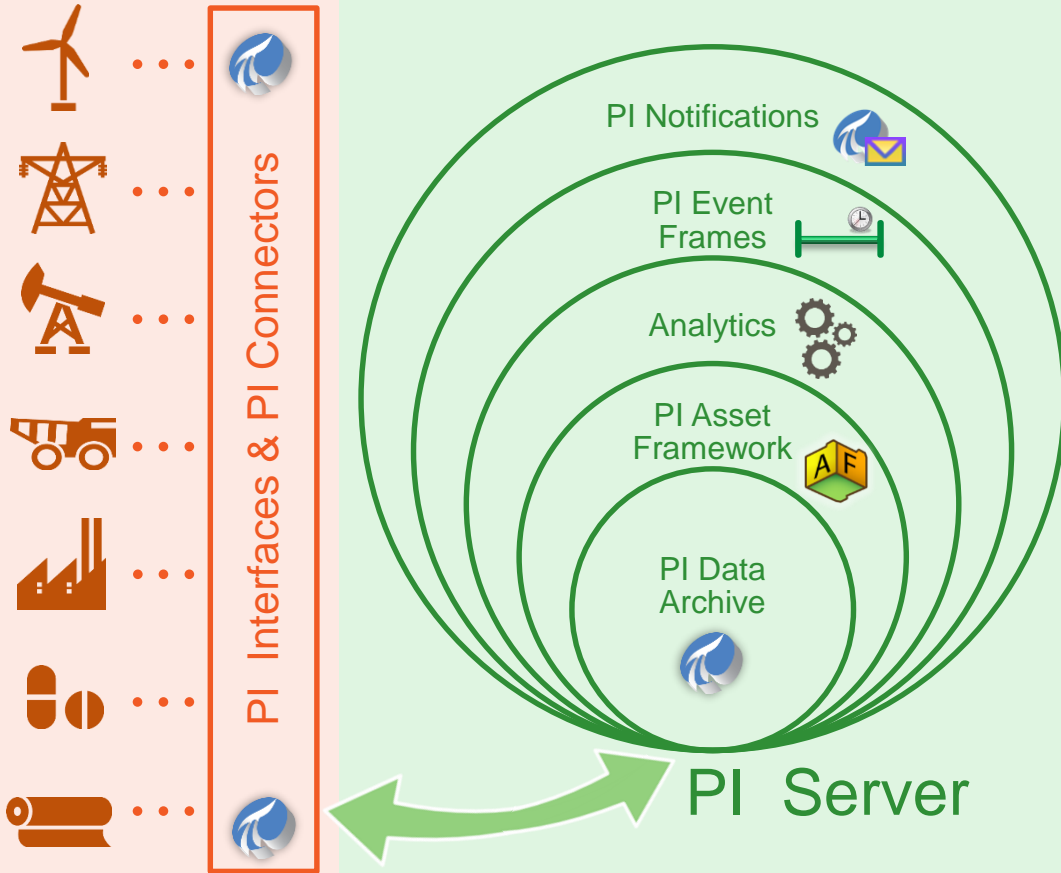 PI Interfaces & PI Connectors
PI Notifications
PI Event
Frames
Analytics
PI Asset
Framework
A F
PI Data
Archive
PI Server